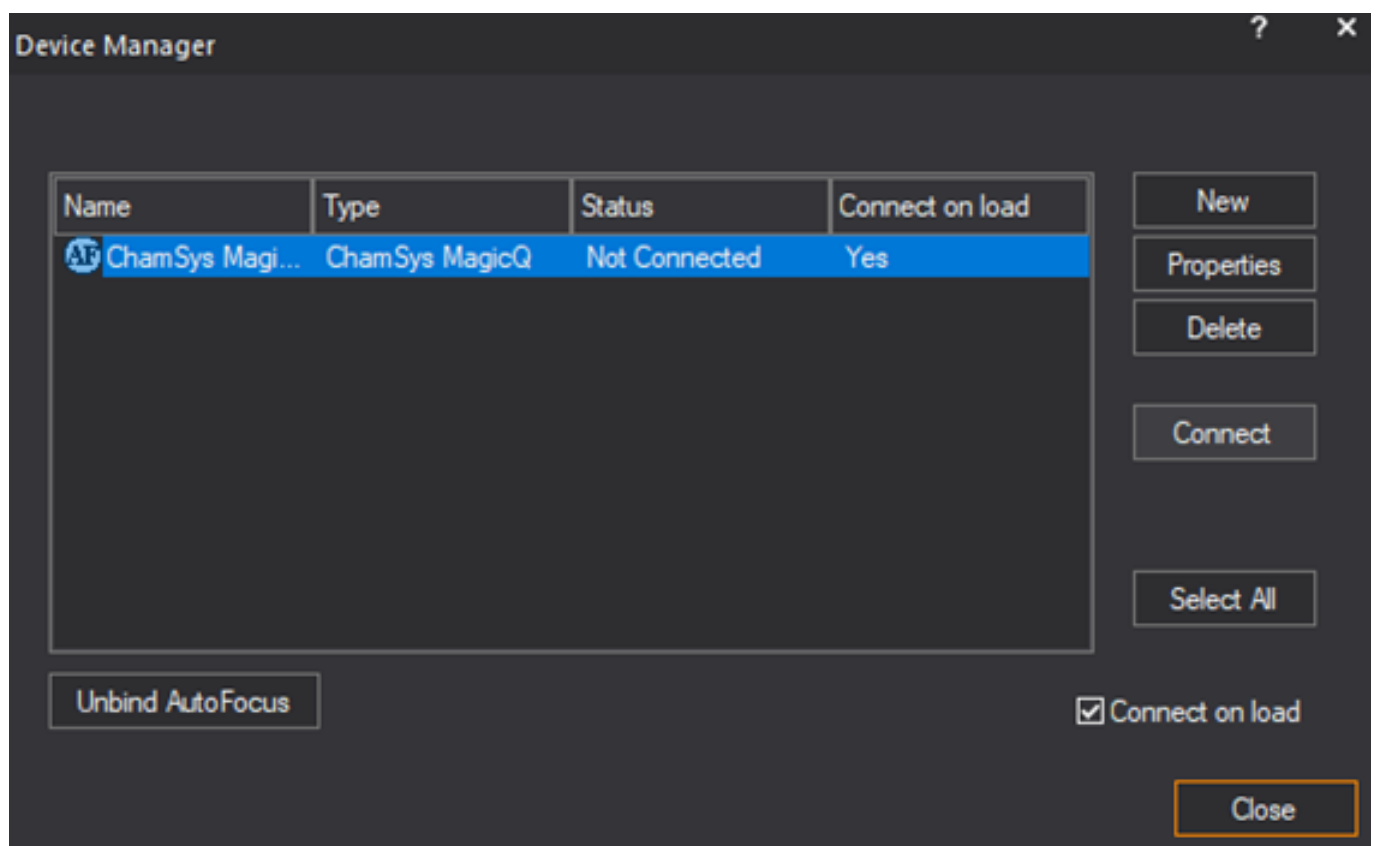 ? ×
Device Manager
Name Type Status Connect on load New
AF ChamSys Magi... ChamSys MagicQ Not Connected Yes Properties
Delete
Connect
Select All
Unbind AutoFocus Connect on load
Close